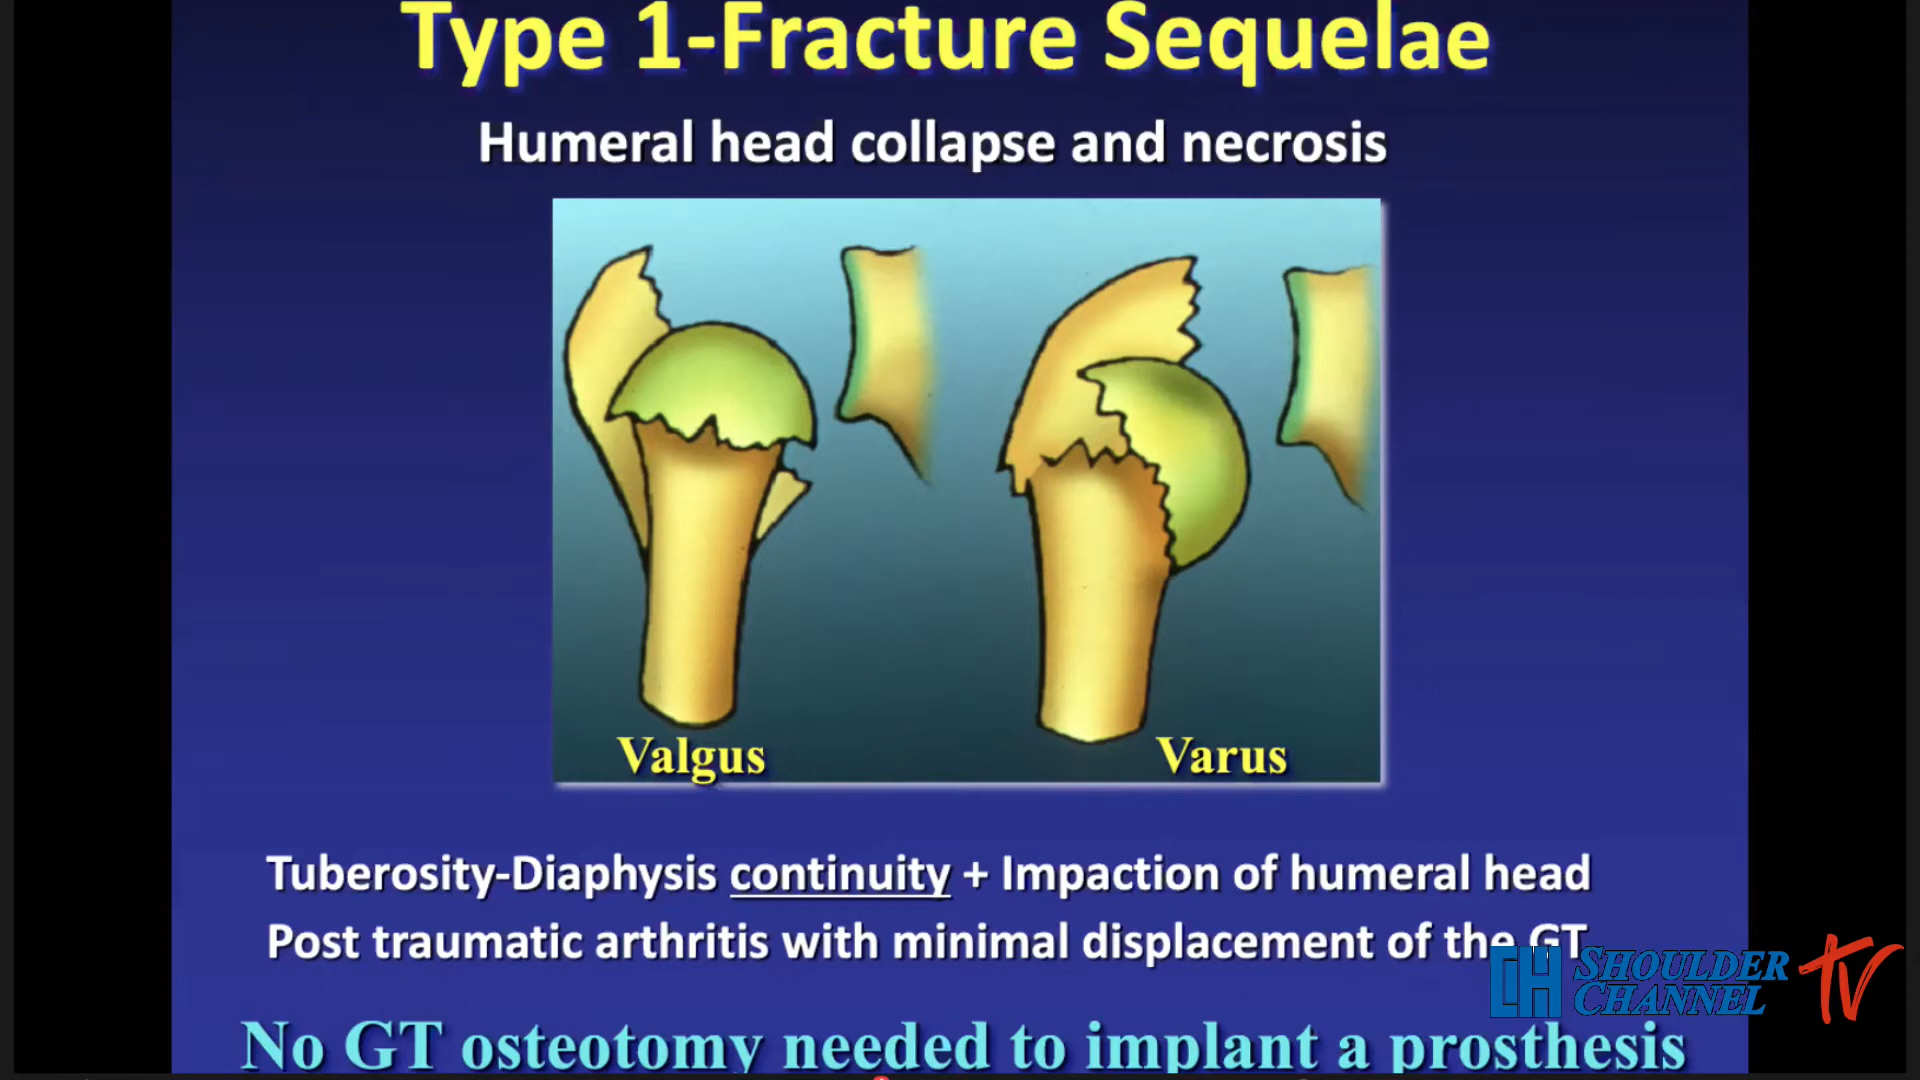 Type 1-Fracture Sequelae
Humeral head collapse and necrosis
Valgus
Varus
Tuberosity-Diaphysis continuity + Impaction of humeral head
Post traumatic arthritis with minimal displacement of the GT
CH SHOULDER CHANNEL TV
No GT osteotomy needed to implant a prosthesis